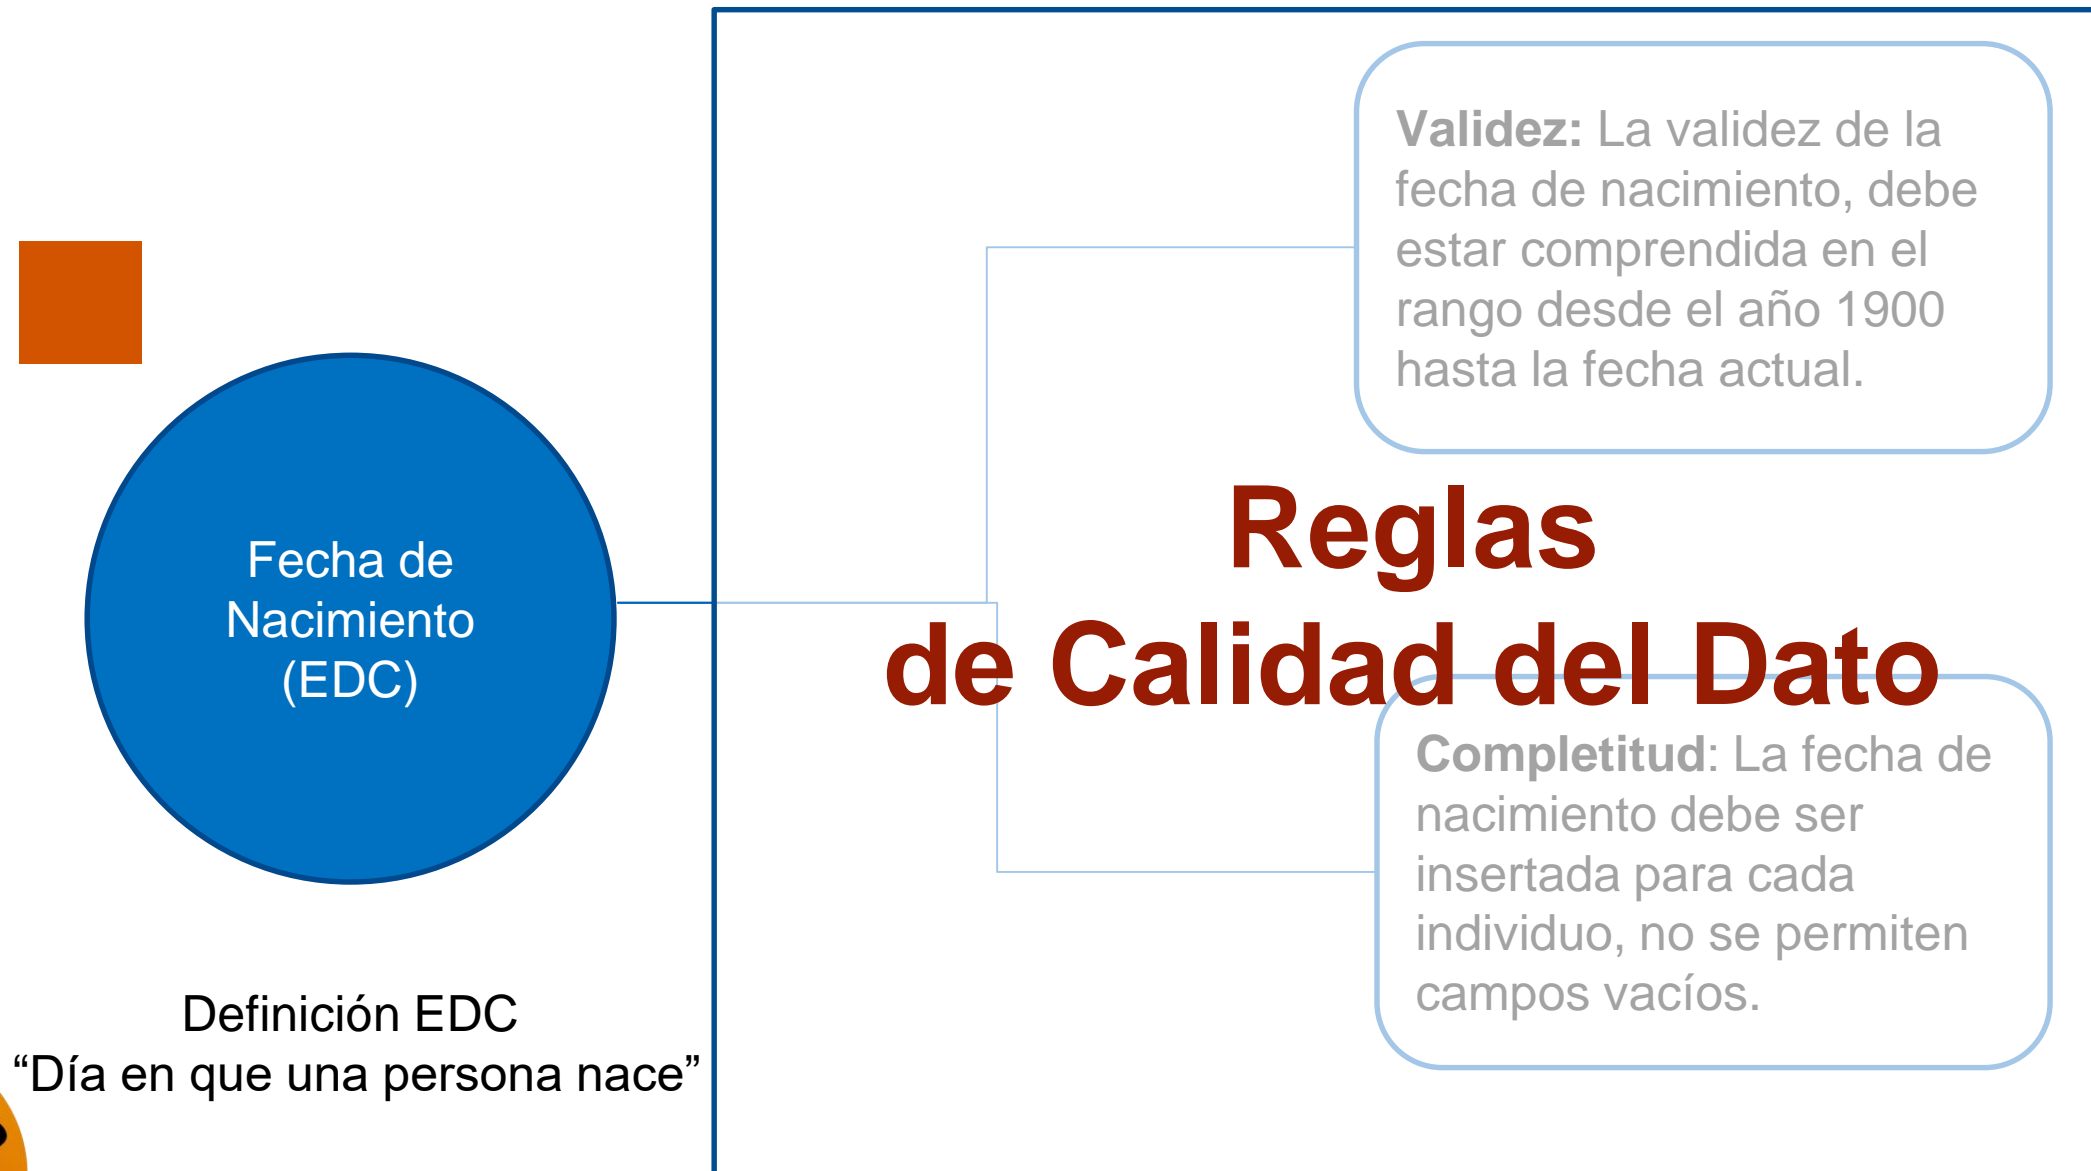 Fecha de
Nacimiento
(EDC)
Definición EDC
“Día en que una persona nace”
Validez: La validez de la
fecha de nacimiento, debe
estar comprendida en el
rango desde el año 1900
hasta la fecha actual.
Reglas
de Calidad del Dato
Completitud: La fecha de
nacimiento debe ser
insertada para cada
individuo, no se permiten
campos vacíos.